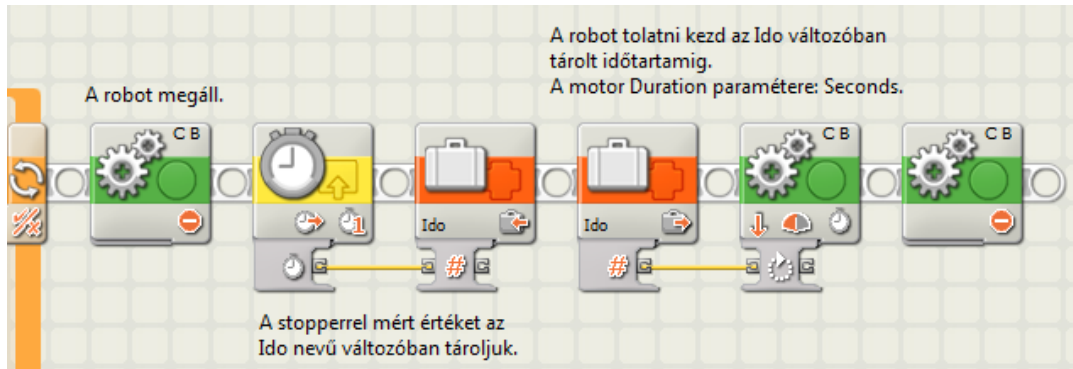 A robot tolatni kezd az Ido változóban
tárolt időtartamig.
A motor Duration paramétere: Seconds.
A robot megáll.
C B
C B
C B
1
Ido
Ido
#
#
A stopperrel mért értéket az
Ido nevű változóban tároljuk.